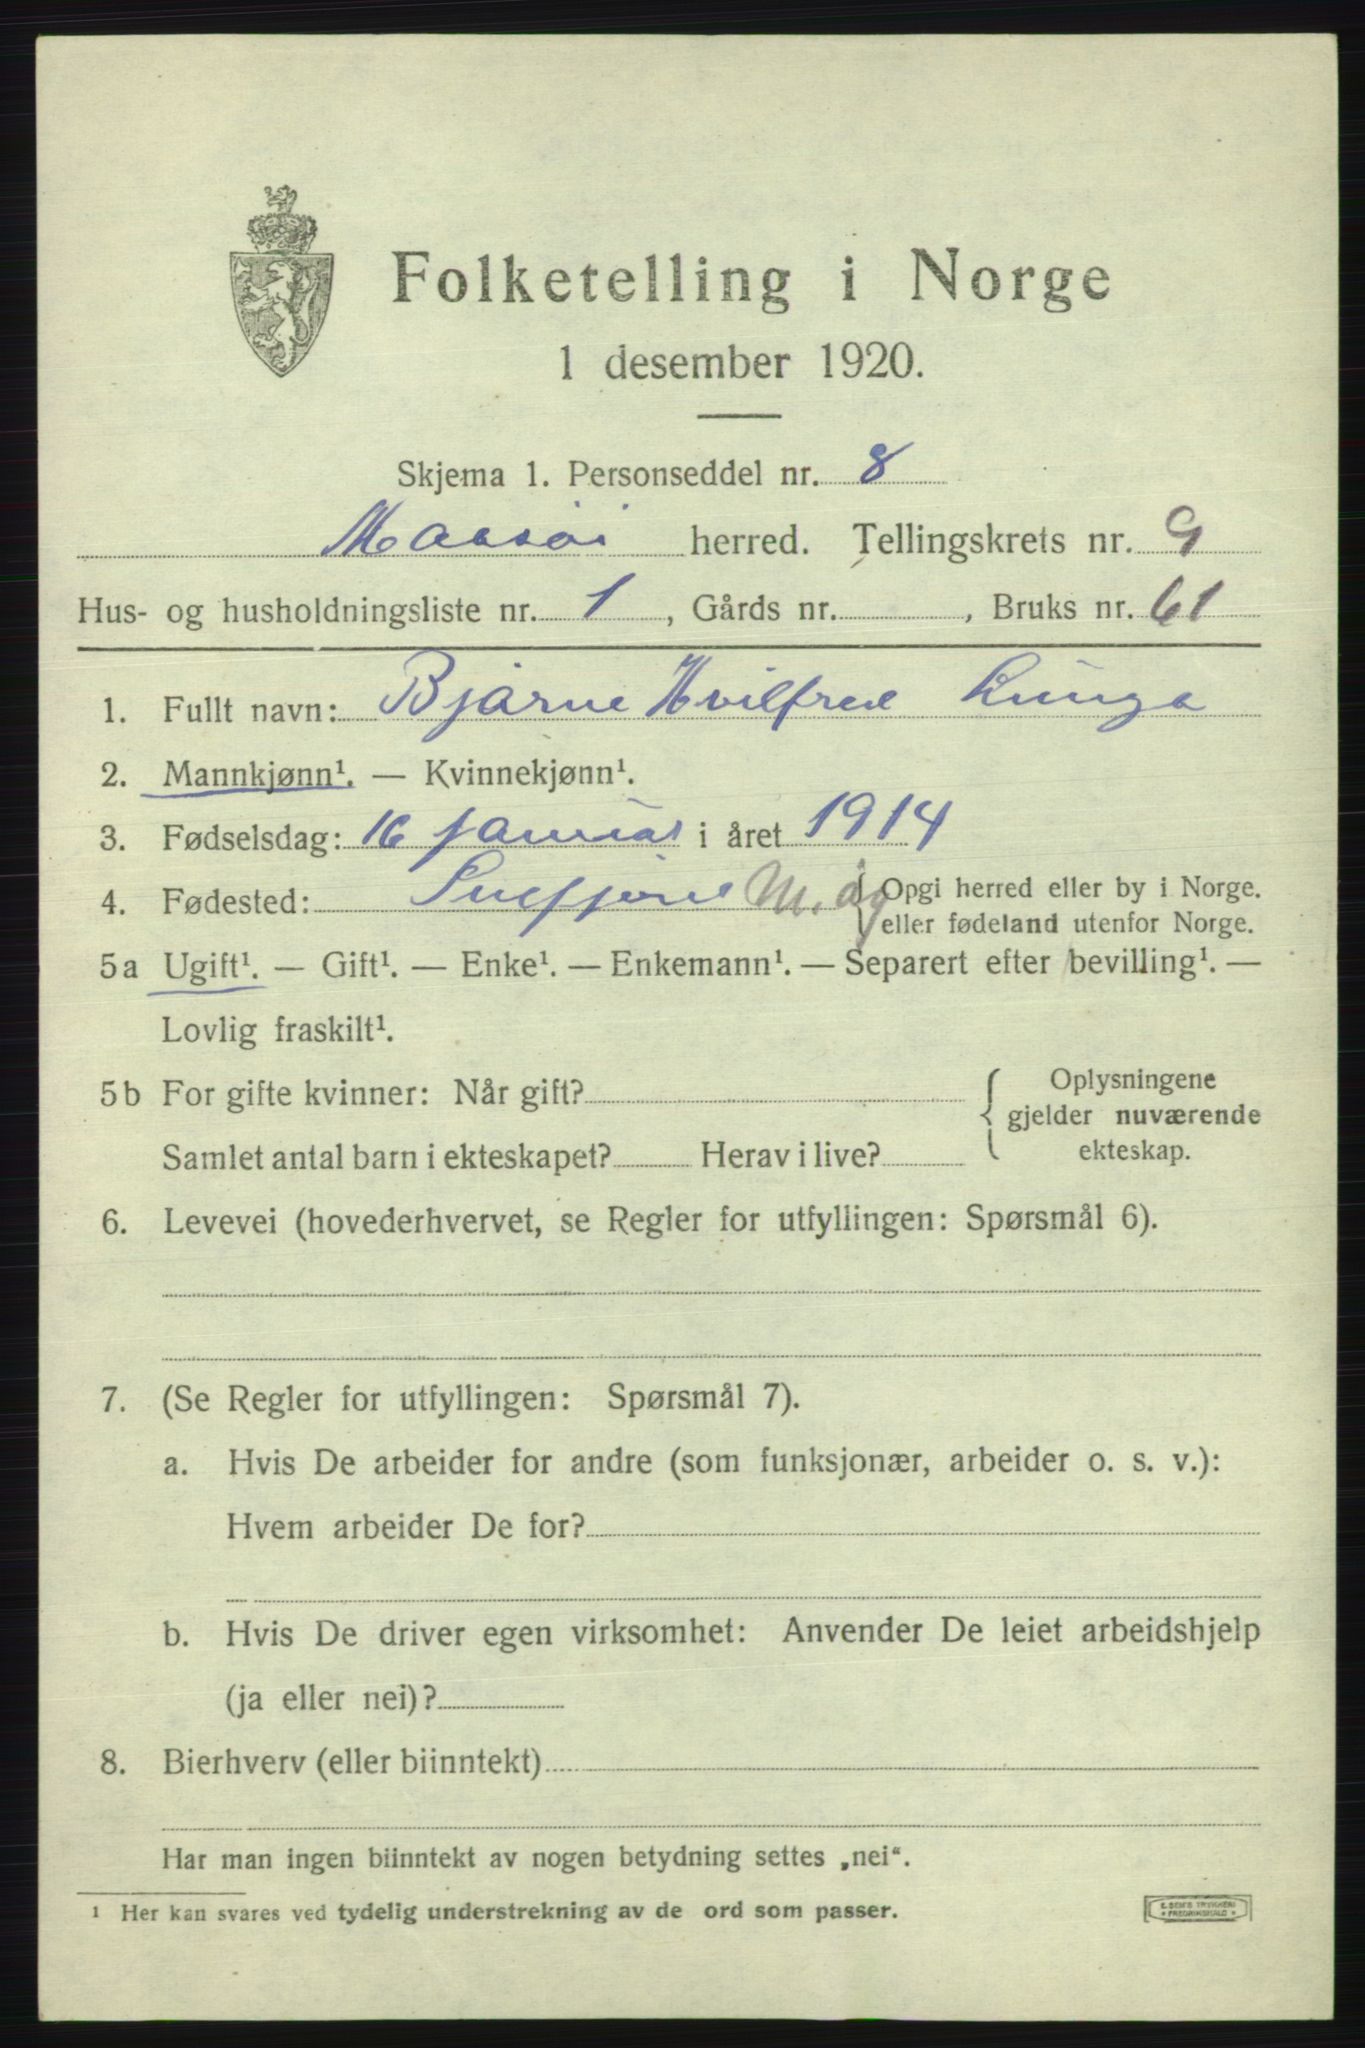 Folketelling i Norge
1 desember 1920.
Skjema 1. Personseddel nr. 8
Massøi herred. Tellingskrets nr. 9
Hus- og husholdningsliste nr. 1, Gårds nr. , Bruks nr. 61
1. Fullt navn: Bjarne Hvilfred
2. Mannkjønn¹. — Kvinnekjønn¹.
3. Fødselsdag: 16 januar i året 1914
4. Fødested: Snefjord M. øy { Opgi herred eller by i Norge.
eller fødeland utenfor Norge.
5a Ugift¹. — Gift¹. — Enke¹. — Enkemann¹. — Separert efter bevilling¹. —
Lovlig fraskilt¹.
5b For gifte kvinner: Når gift?
Samlet antal barn i ekteskapet? Herav i live?
{ Oplysningene
gjelder nuværende
ekteskap.
6. Levevei (hovederhvervet, se Regler for utfyllingen: Spørsmål 6).
7. (Se Regler for utfyllingen: Spørsmål 7).
a. Hvis De arbeider for andre (som funksjonær, arbeider o. s. v.):
Hvem arbeider De for?
b. Hvis De driver egen virksomhet: Anvender De leiet arbeidshjelp
(ja eller nei)?
8. Bierhverv (eller biinntekt)
Har man ingen biinntekt av nogen betydning settes „nei“.
1 Her kan svares ved tydelig understrekning av de ord som passer.
E. SEM'S TRYKKERI
• FREDRIKSHALD •